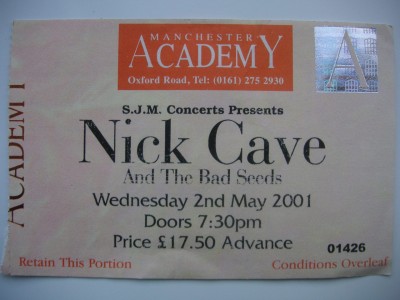 MANCHESTER
ACADEMY
Oxford Road, Tel: (0161) 275 2930
A
ACADEMY
S.J.M. Concerts Presents
Nick Cave
And The Bad Seeds
Wednesday 2nd May 2001
Doors 7:30pm
Price £17.50 Advance
01426
Retain This Portion
Conditions Overleaf